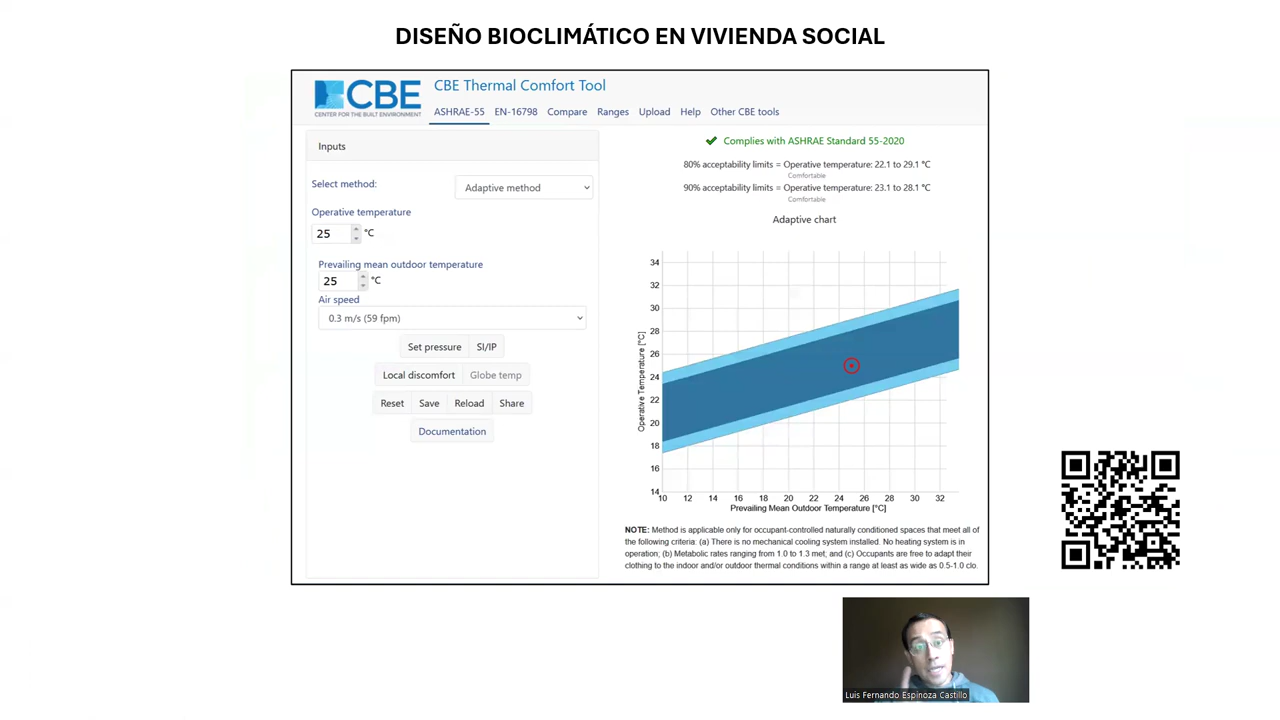 DISEÑO BIOCLIMÁTICO EN VIVIENDA SOCIAL
CBE
CENTER FOR THE BUILT ENVIRONMENT
CBE Thermal Comfort Tool
ASHRAE-55 EN-16798 Compare Ranges Upload Help Other CBE tools
Inputs
Select method: Adaptive method
Operative temperature
25 °C
Prevailing mean outdoor temperature
25 °C
Air speed
0.3 m/s (59 fpm)
Set pressure SI/IP
Local discomfort Globe temp
Reset Save Reload Share
Documentation
Complies with ASHRAE Standard 55-2020
80% acceptability limits = Operative temperature: 22.1 to 29.1 °C
Comfortable
90% acceptability limits = Operative temperature: 23.1 to 28.1 °C
Comfortable
Adaptive chart
Operative Temperature [°C]
34
32
30
28
26
24
22
20
18
16
14
10 12 14 16 18 20 22 24 26 28 30 32
Prevailing Mean Outdoor Temperature [°C]
NOTE: Method is applicable only for occupant-controlled naturally conditioned spaces that meet all of
the following criteria: (a) There is no mechanical cooling system installed. No heating system is in
operation; (b) Metabolic rates ranging from 1.0 to 1.3 met; and (c) Occupants are free to adapt their
clothing to the indoor and/or outdoor thermal conditions within a range at least as wide as 0.5-1.0 clo.
Luis Fernando Espinoza Castillo